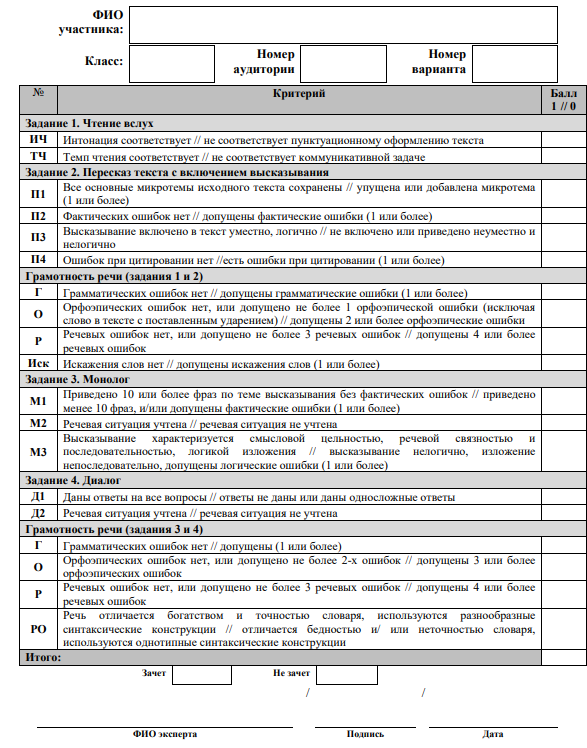 ФИО
участника:
Класс:
Номер
аудитории
Номер
варианта
№ Критерий Балл
1 // 0
Задание 1. Чтение вслух
ИЧ Интонация соответствует // не соответствует пунктуационному оформлению текста
ТЧ Темп чтения соответствует // не соответствует коммуникативной задаче
Задание 2. Пересказ текста с включением высказывания
П1 Все основные микротемы исходного текста сохранены // упущена или добавлена микротема
(1 или более)
П2 Фактических ошибок нет // допущены фактические ошибки (1 или более)
П3 Высказывание включено в текст уместно, логично // не включено или приведено неуместно и
нелогично
П4 Ошибок при цитировании нет //есть ошибки при цитировании (1 или более)
Грамотность речи (задания 1 и 2)
Г Грамматических ошибок нет // допущены грамматические ошибки (1 или более)
О Орфоэпических ошибок нет, или допущено не более 1 орфоэпической ошибки (исключая
слово в тексте с поставленным ударением) // допущены 2 или более орфоэпические ошибки
Р Речевых ошибок нет, или допущено не более 3 речевых ошибок // допущены 4 или более
речевых ошибок
Иск Искажения слов нет // допущены искажения слов (1 или более)
Задание 3. Монолог
М1 Приведено 10 или более фраз по теме высказывания без фактических ошибок // приведено
менее 10 фраз, и/или допущены фактические ошибки (1 или более)
М2 Речевая ситуация учтена // речевая ситуация не учтена
М3 Высказывание характеризуется смысловой цельностью, речевой связностью и
последовательностью, логикой изложения // высказывание нелогично, изложение
непоследовательно, допущены логические ошибки (1 или более)
Задание 4. Диалог
Д1 Даны ответы на все вопросы // ответы не даны или даны односложные ответы
Д2 Речевая ситуация учтена // речевая ситуация не учтена
Грамотность речи (задания 3 и 4)
Г Грамматических ошибок нет // допущены (1 или более)
О Орфоэпических ошибок нет, или допущено не более 2-х ошибок // допущены 3 или более
орфоэпических ошибок
Р Речевых ошибок нет, или допущено не более 3 речевых ошибок // допущены 4 или более
речевых ошибок
РО Речь отличается богатством и точностью словаря, используются разнообразные
синтаксические конструкции // отличается бедностью и/ или неточностью словаря,
используются однотипные синтаксические конструкции
Итого:
Зачет Не зачет
/ /
ФИО эксперта Подпись Дата